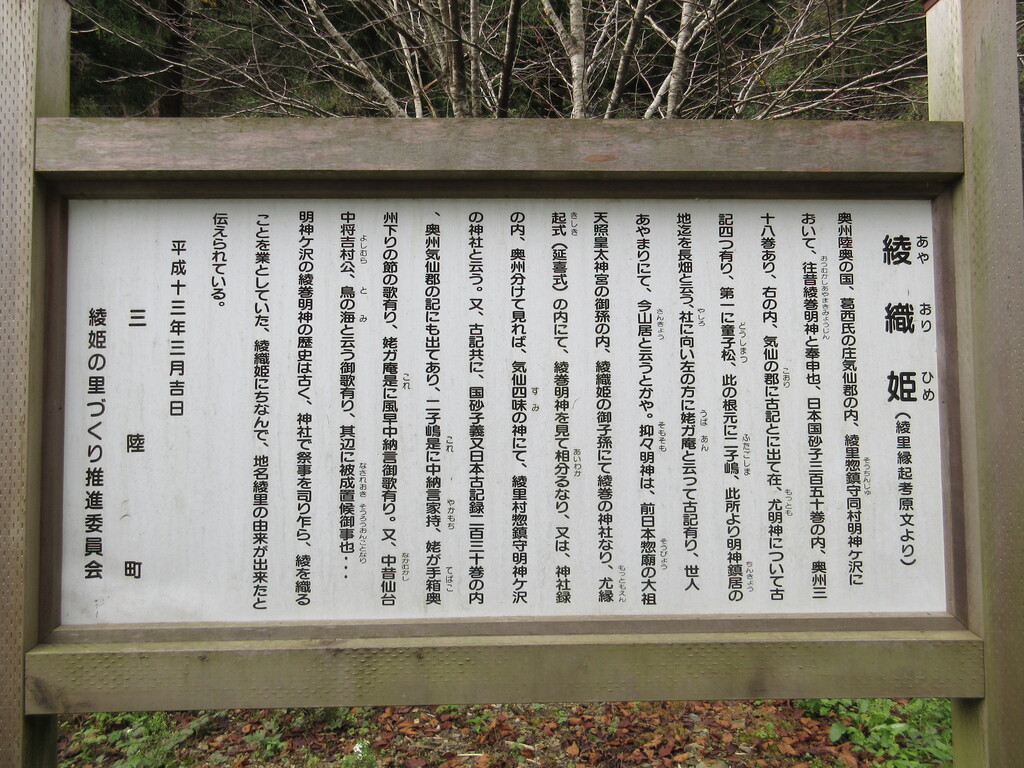 綾織姫（綾里縁起考原文より）
奥州陸奥の国、葛西氏の庄気仙郡の内、綾里惣鎮守同村明神ケ沢に
おいて、往昔綾巻明神と奉申也、日本国砂子三百五十巻の内、奥州三
十八巻あり、右の内、気仙の郡に古記とに出て在、尤明神について古
記四つ有り、第一に童子松、此の根元に二子嶋、此所より明神鎮居の
地迄を長畑と云う、社に向い左の方に姥ガ庵と云つて古記有り、世人
あやまりにて、今山居と云うとかや。抑々明神は、前日本惣廟の大祖
天照皇太神宮の御孫の内、綾織姫の御子孫にて綾巻の神社なり、尤縁
起式（延喜式）の内にて、綾巻明神を見て相分るなり、又は、神社録
の内、奥州分けて見れば、気仙四味の神にて、綾里村惣鎮守明神ケ沢
の神社と云う。又、古記共に、国砂子義又日本古記録二百三十巻の内
、奥州気仙郡の記にも出てあり、二子嶋是に中納言家持、姥が手箱奥
州下りの節の歌有り、姥ガ庵是に風早中納言御歌有り。又、中昔仙台
中将吉村公、鳥の海と云う御歌有り、其辺に被成置候御事也・・・
明神ケ沢の綾巻明神の歴史は古く、神社で祭事を司り乍ら、綾を織る
ことを業としていた、綾織姫にちなんで、地名綾里の由来が出来たと
伝えられている。
平成十三年三月吉日
三陸町
綾姫の里づくり推進委員会